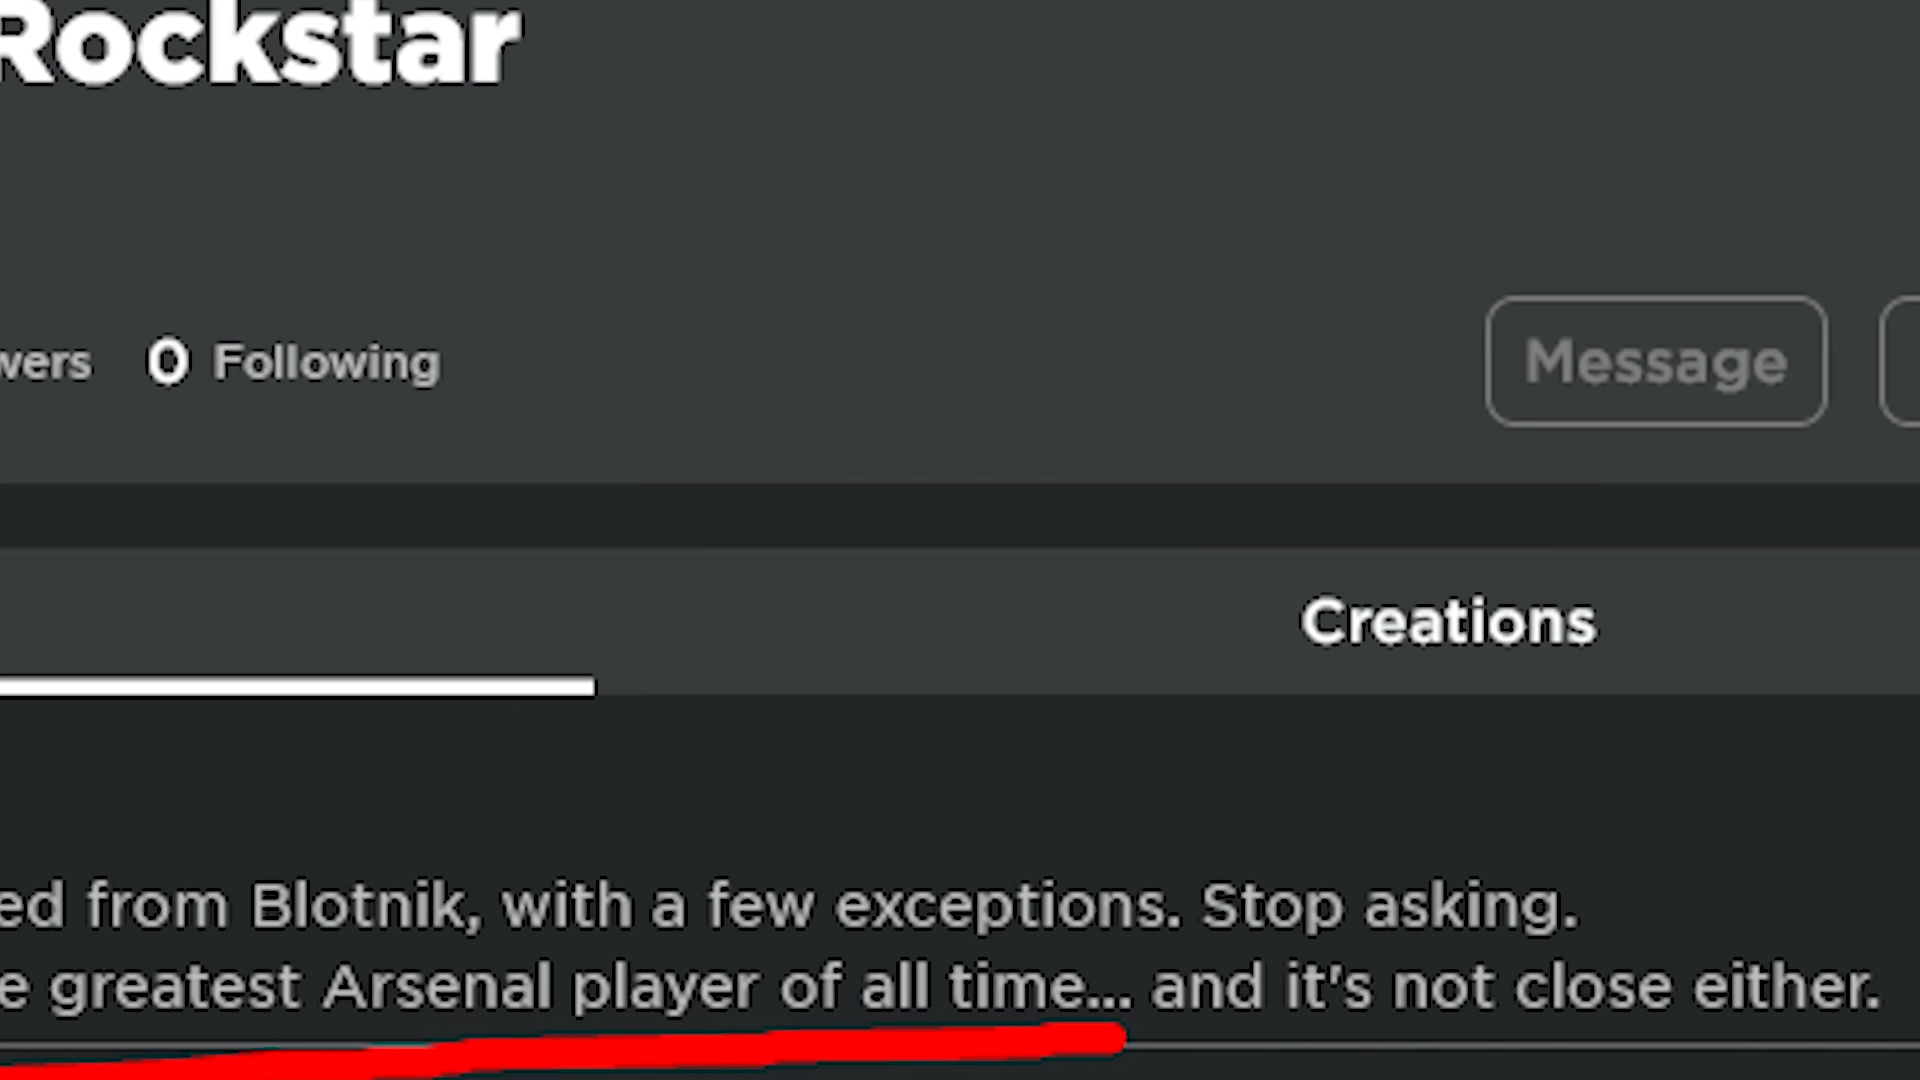 Rockstar
wers 0 Following
Message
Creations
ed from Blotnik, with a few exceptions. Stop asking.
e greatest Arsenal player of all time... and it's not close either.